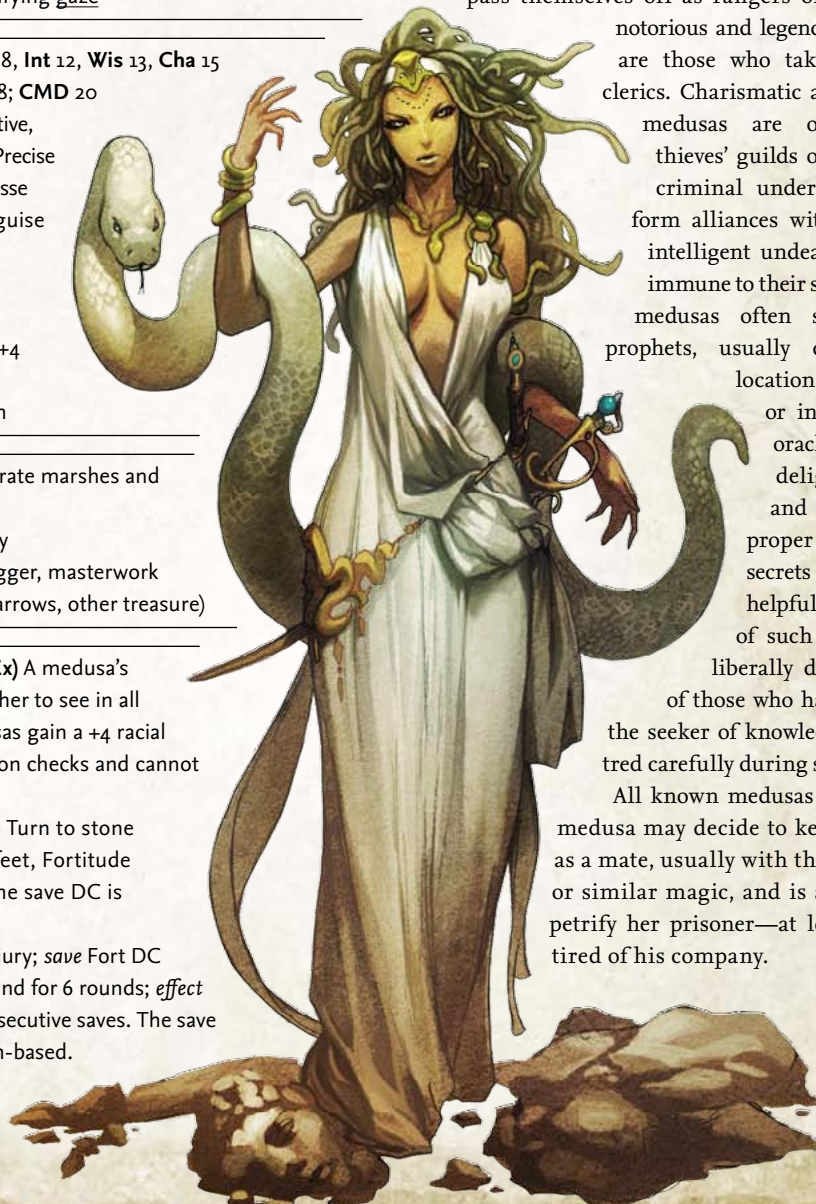 gaze
8, Int 12, Wis 13, Cha 15
8; CMD 20
tive,
Precise
sse
guise
+4
n
rate marshes and
y
gger, masterwork
arrows, other treasure)
Ex) A medusa's
her to see in all
sas gain a +4 racial
on checks and cannot
Turn to stone
feet, Fortitude
he save DC is
jury; save Fort DC
nd for 6 rounds; effect
secutive saves. The save
n-based.
pass themselves off as rangers or
notorious and legend
are those who tak
clerics. Charismatic a
medusas are o
thieves' guilds o
criminal under
form alliances wit
intelligent undea
immune to their s
medusas often s
prophets, usually
location
or in
orac
delig
and
proper
secrets
helpful
of such
liberally d
of those who ha
the seeker of knowle
tred carefully during s
All known medusas
medusa may decide to ke
as a mate, usually with th
or similar magic, and is
petrify her prisoner—at l
tired of his company.